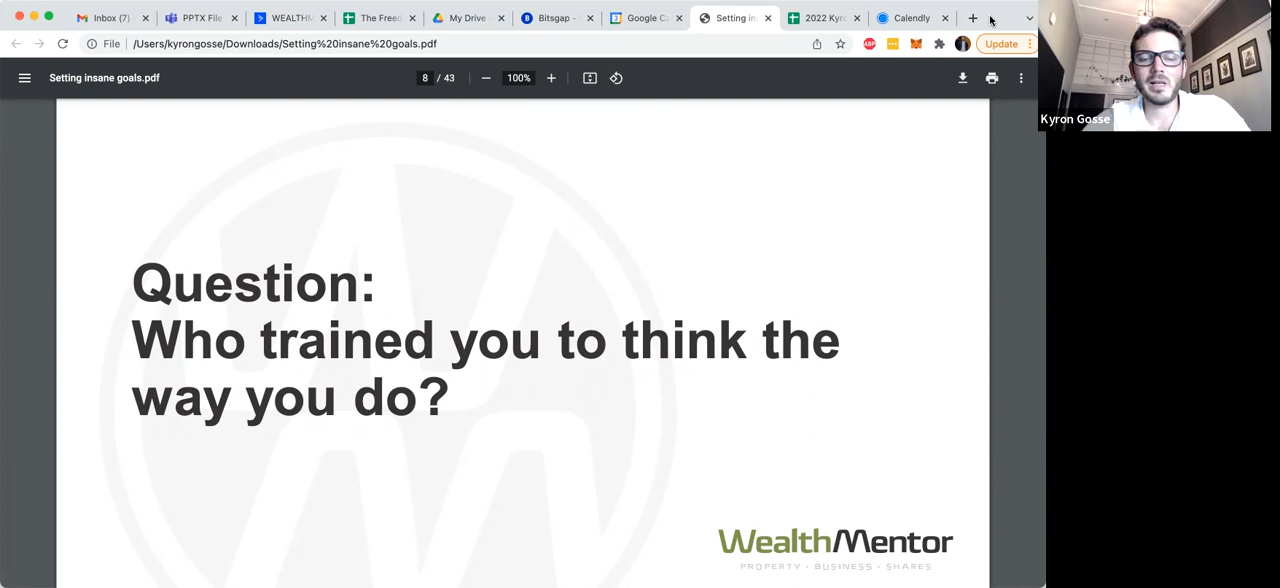 Inbox (7)
PPTX File
WEALTHM
The Freed
My Drive -
Bitsgap -
Google Ca
Setting in
2022 Kyro
Calendly
File
/Users/kyrongosse/Downloads/Setting%20insane%20goals.pdf
ABP
Update
Setting insane goals.pdf
8 / 43
100%
Kyron Gosse
Question:
Who trained you to think the
way you do?
WealthMentor
PROPERTY - BUSINESS - SHARES